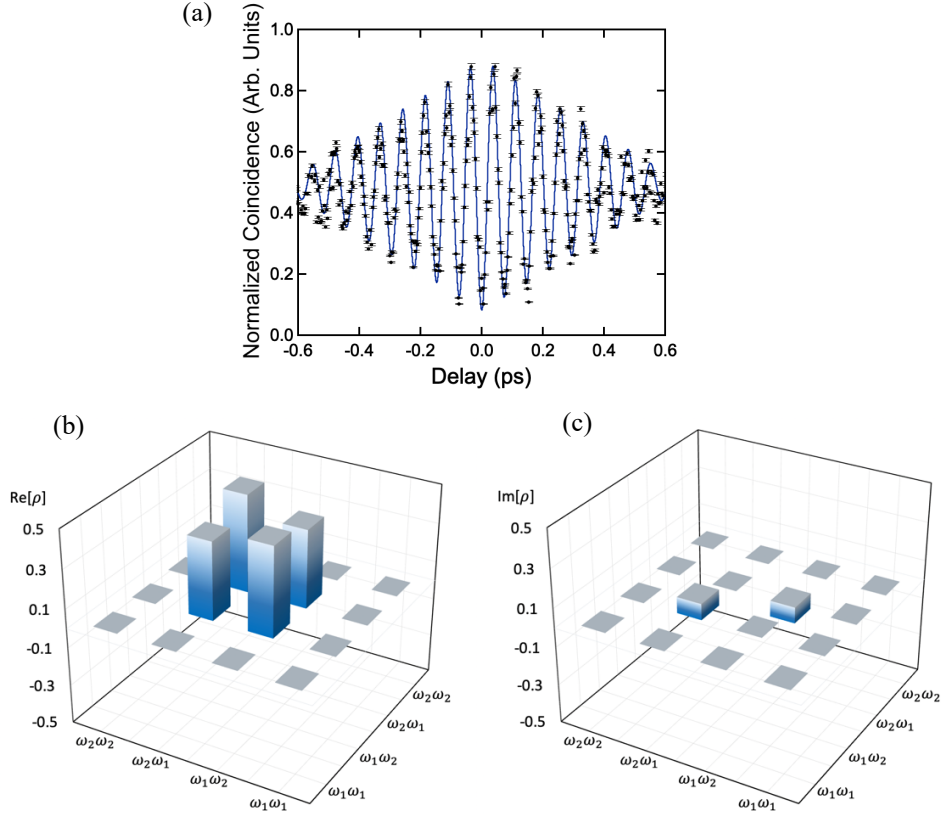 (a)
Normalized Coincidence (Arb. Units)
1.0
0.8
0.6
0.4
0.2
0.0
-0.6
-0.4
-0.2
0.0
0.2
0.4
0.6
Delay (ps)
(b)
Re[ρ]
0.5
0.3
0.1
-0.1
-0.3
-0.5
ω₂ω₂
ω₂ω₁
ω₁ω₂
ω₁ω₁
ω₁ω₁
ω₁ω₂
ω₂ω₁
ω₂ω₂
(c)
Im[ρ]
0.5
0.3
0.1
-0.1
-0.3
-0.5
ω₂ω₂
ω₂ω₁
ω₁ω₂
ω₁ω₁
ω₁ω₁
ω₁ω₂
ω₂ω₁
ω₂ω₂